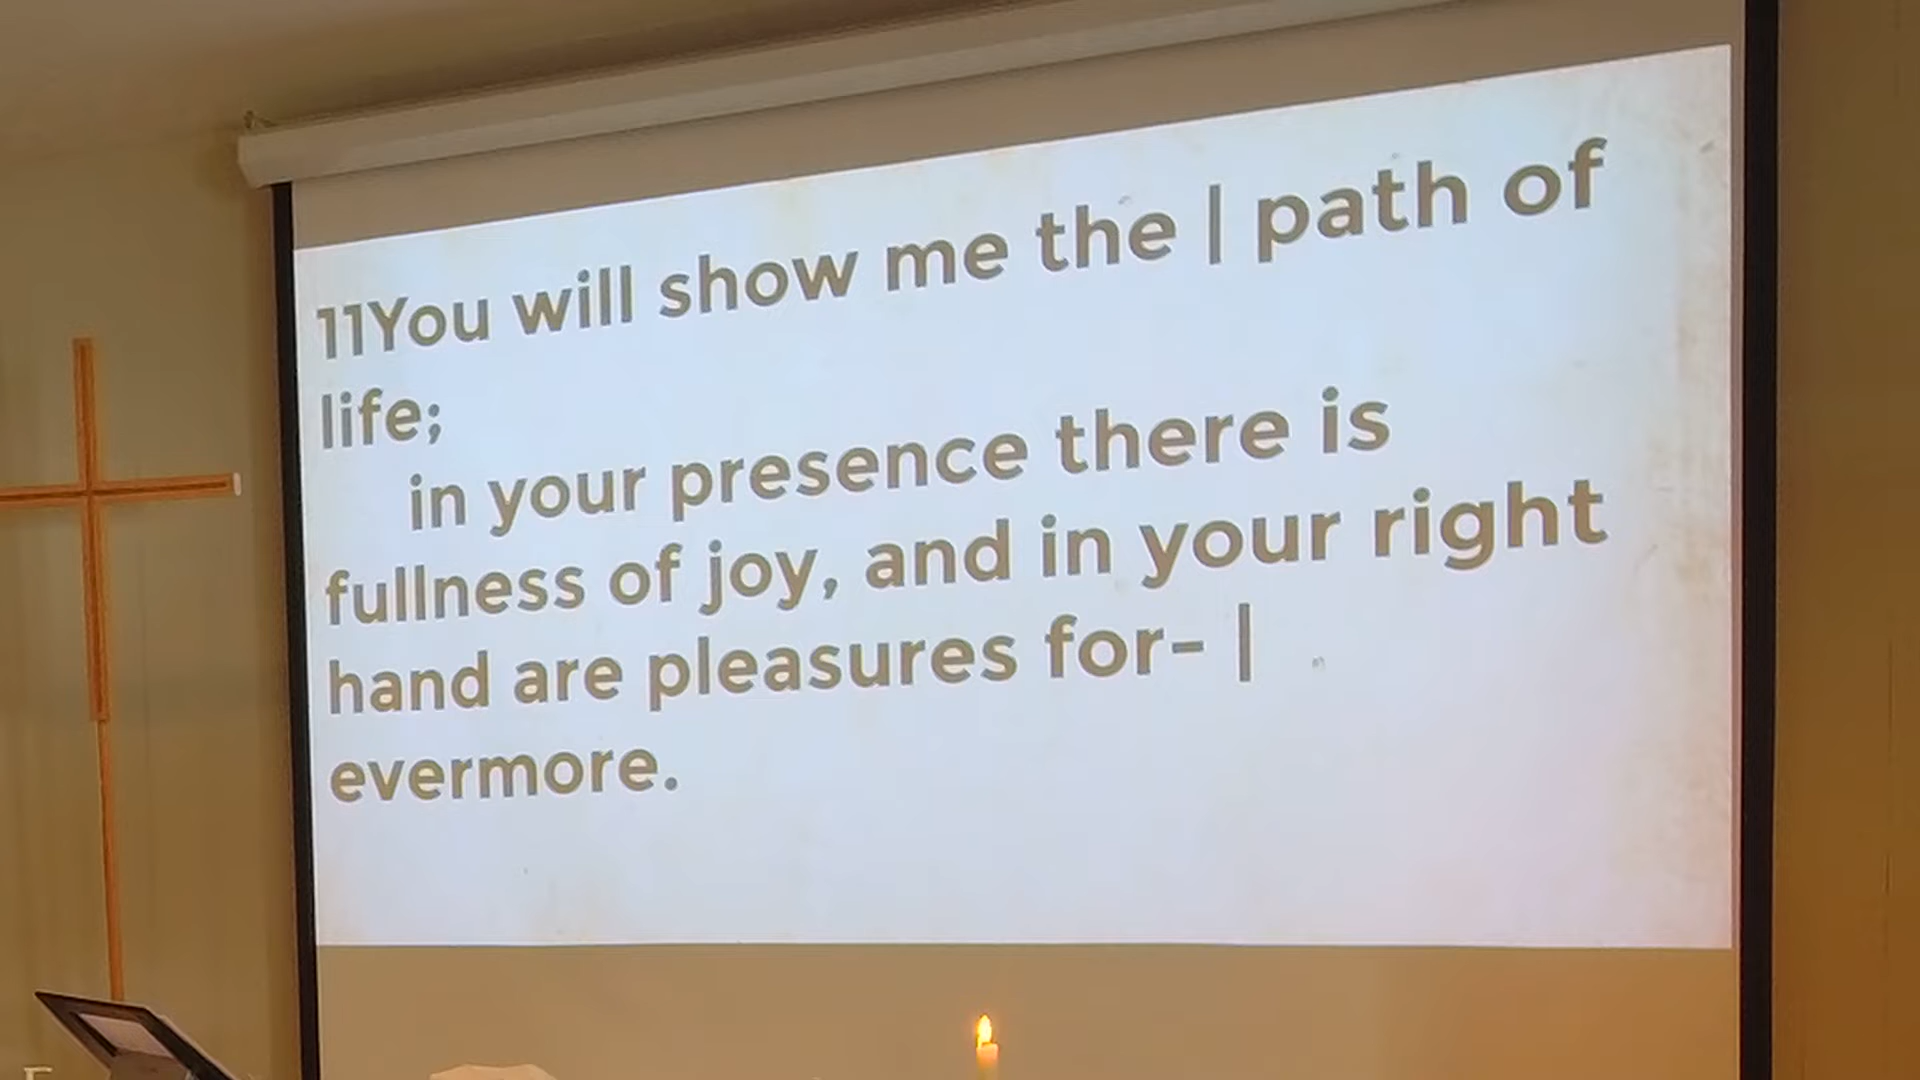 11You will show me the | path of
life;
in your presence there is
fullness of joy, and in your right
hand are pleasures for- |
evermore.